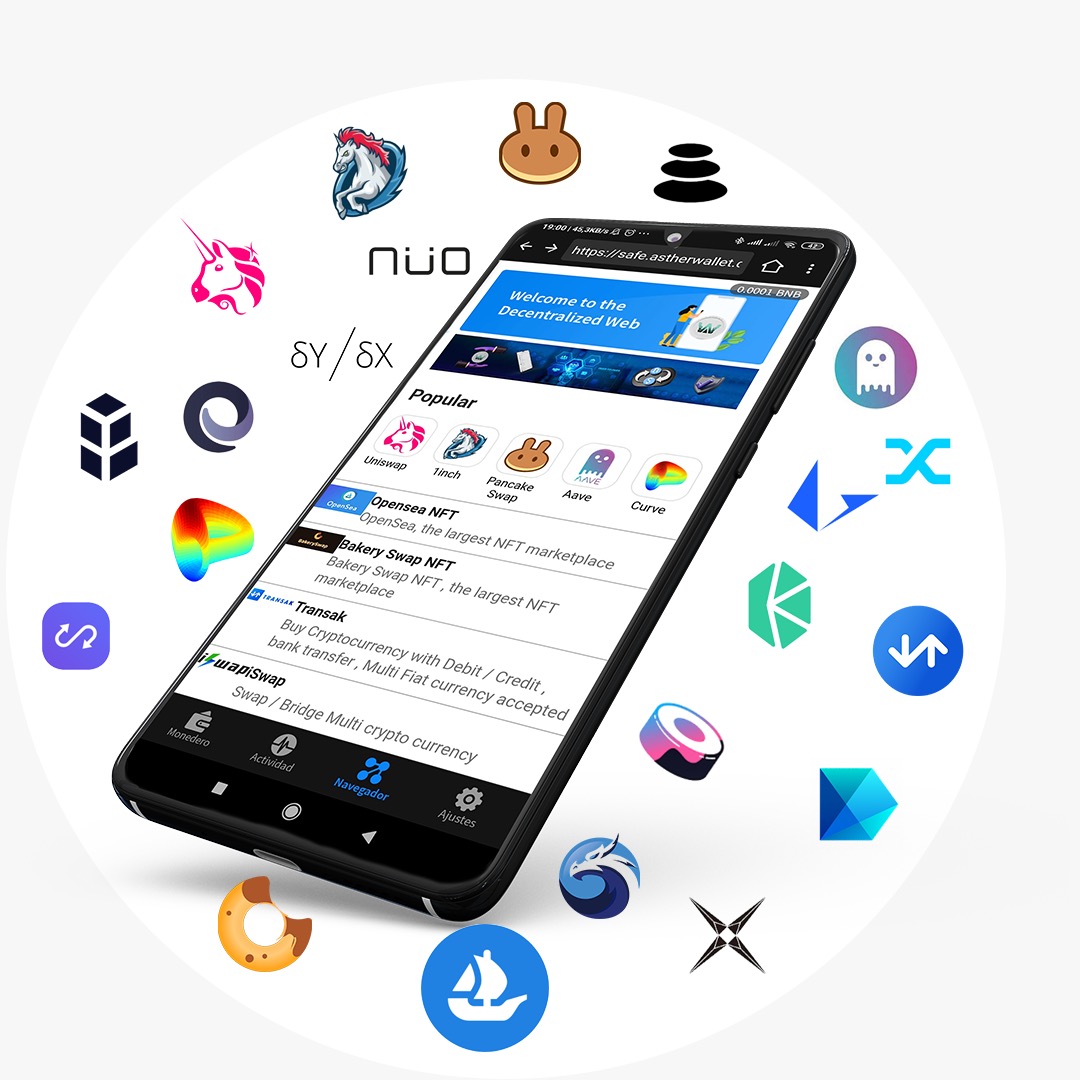 nüo
δY/δX
19:00 | 45,3KB/s
https://safe.astherwallet.c
0.0001 BNB
Welcome to the
Decentralized Web
Popular
Uniswap
1inch
Pancake
Swap
AAVE
Aave
Curve
OpenSea
Opensea NFT
OpenSea, the largest NFT marketplace
BakerySwap
Bakery Swap NFT
Bakery Swap NFT , the largest NFT
marketplace
TRANSAK
Transak
Buy Cryptocurrency with Debit / Credit ,
bank transfer , Multi Fiat currency accepted
iSwap
iSwap
Swap / Bridge Multi crypto currency
Monedero
Actividad
Navegador
Ajustes